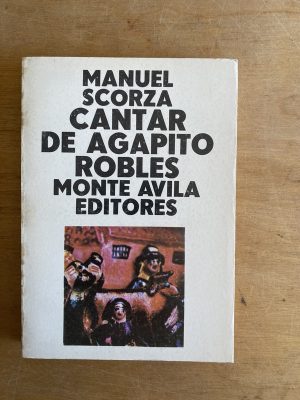 MANUEL
SCORZA
CANTAR
DE AGAPITO
ROBLES
MONTE AVILA
EDITORES